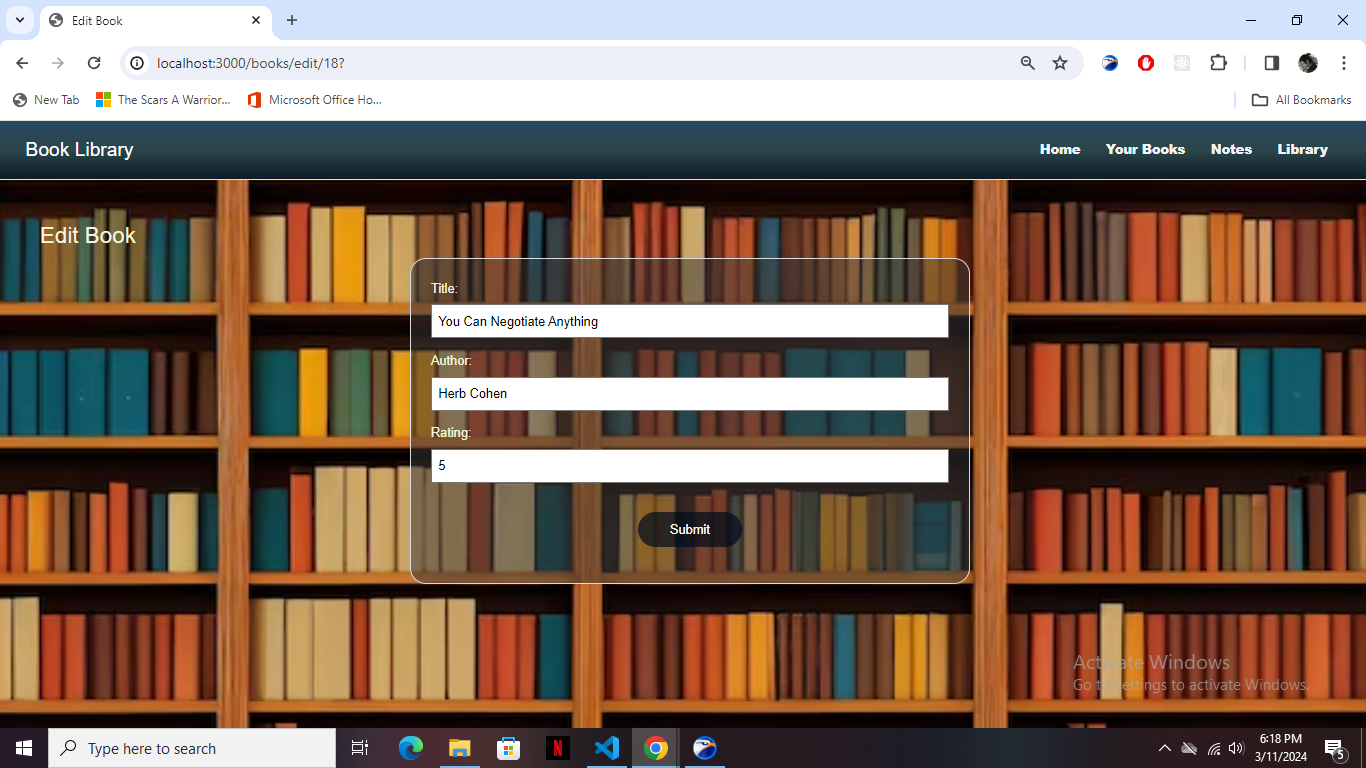 Edit Book
localhost:3000/books/edit/18?
New Tab
The Scars A Warrior...
Microsoft Office Ho...
All Bookmarks
Book Library
Home
Your Books
Notes
Library
Edit Book
Title:
You Can Negotiate Anything
Author:
Herb Cohen
Rating:
5
Submit
Activate Windows
Go to Settings to activate Windows.
Type here to search
N
6:18 PM
3/11/2024
5